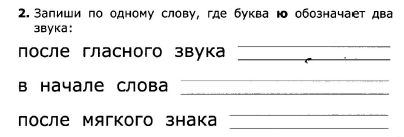 2. Запиши по одному слову, где буква ю обозначает два
звука:
после гласного звука
в начале слова
после мягкого знака